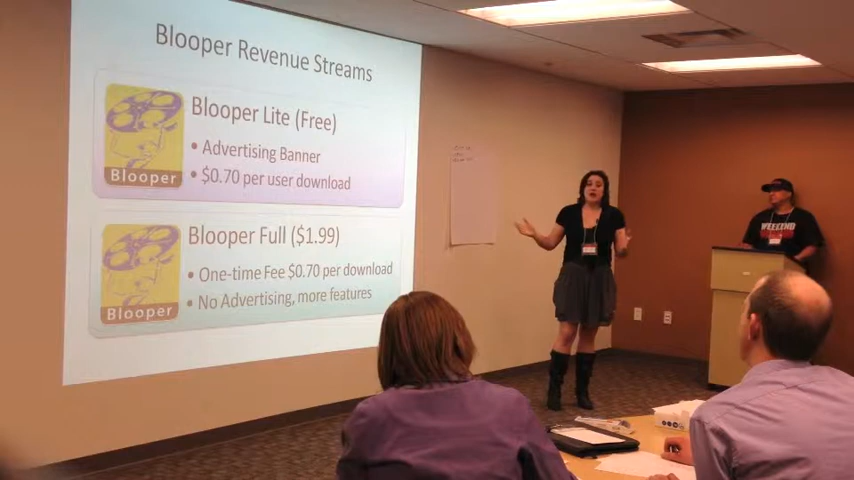 Blooper Revenue Streams
Blooper
Blooper Lite (Free)
• Advertising Banner
• $0.70 per user download
Blooper
Blooper Full ($1.99)
• One-time Fee $0.70 per download
• No Advertising, more features
WEEKEND